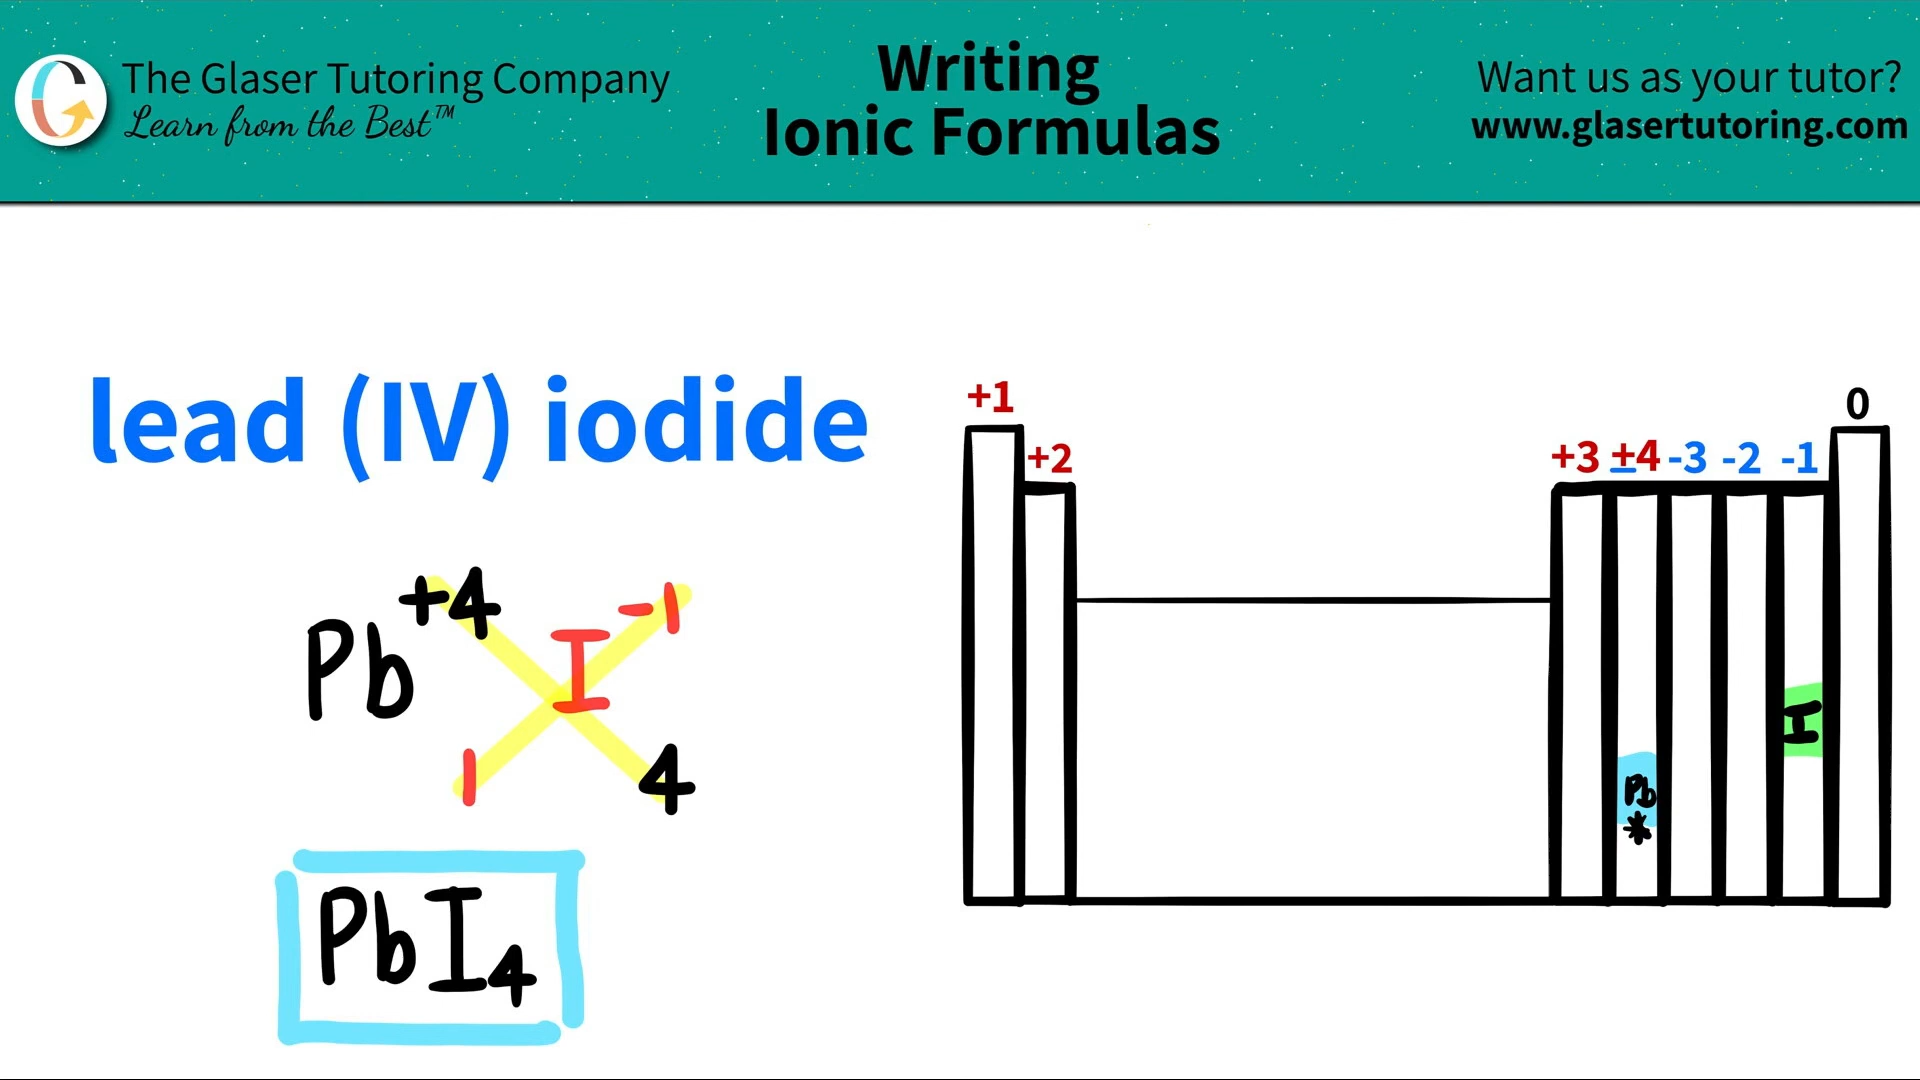 The Glaser Tutoring Company
Learn from the Best™
Writing
Ionic Formulas
Want us as your tutor?
www.glasertutoring.com
lead (IV) iodide
Pb +4 I -1
1 4
PbI4
+1 0
+2 +3 ±4 -3 -2 -1
I
Pb
*